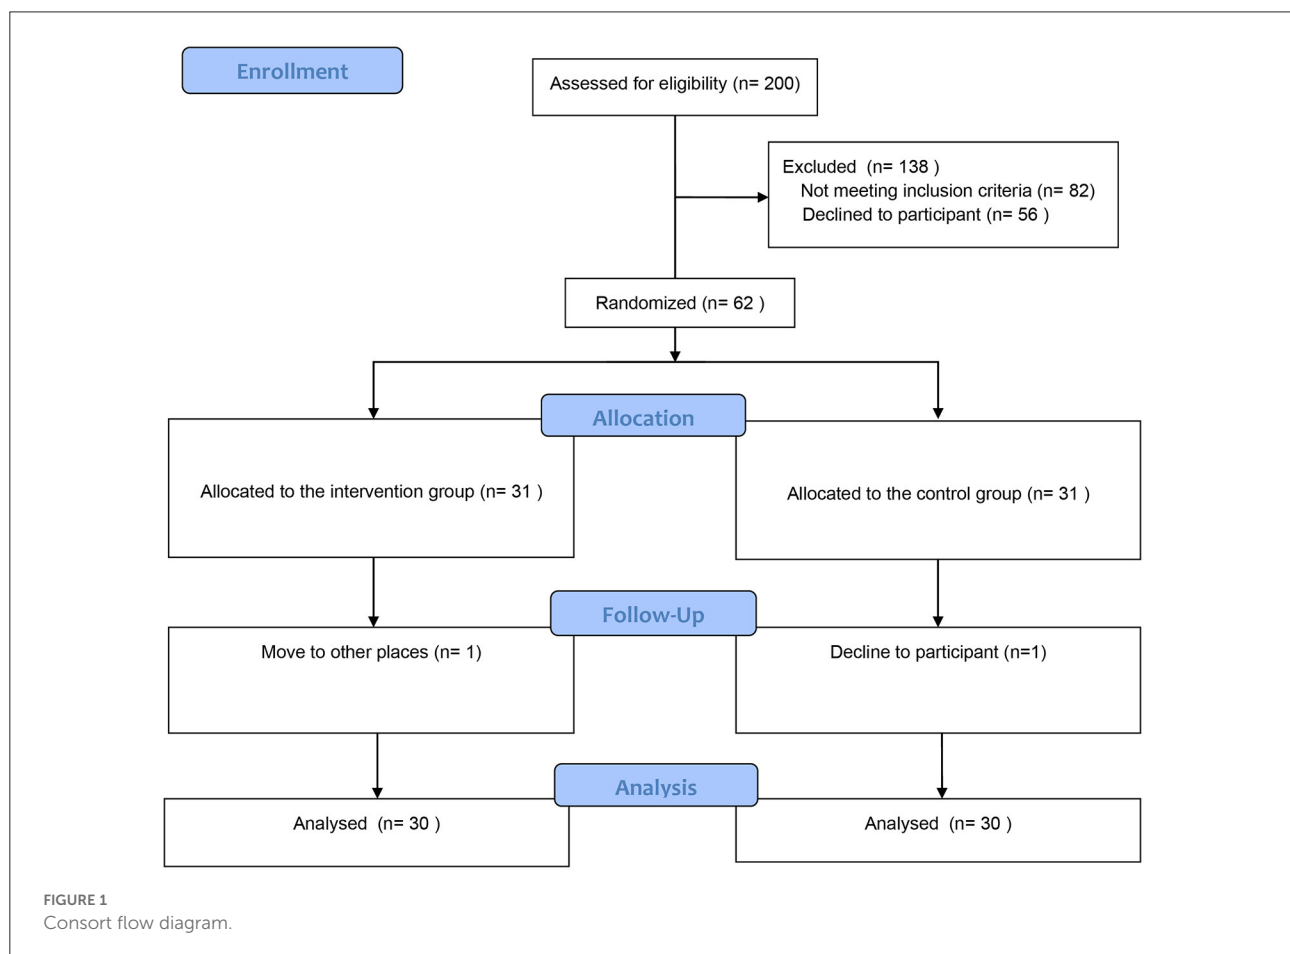 Enrollment
Assessed for eligibility (n= 200)
Excluded (n= 138 )
Not meeting inclusion criteria (n= 82)
Declined to participant (n= 56 )
Randomized (n= 62 )
Allocation
Allocated to the intervention group (n= 31 )
Allocated to the control group (n= 31 )
Follow-Up
Move to other places (n= 1)
Decline to participant (n=1)
Analysis
Analysed (n= 30 )
Analysed (n= 30 )
FIGURE 1
Consort flow diagram.